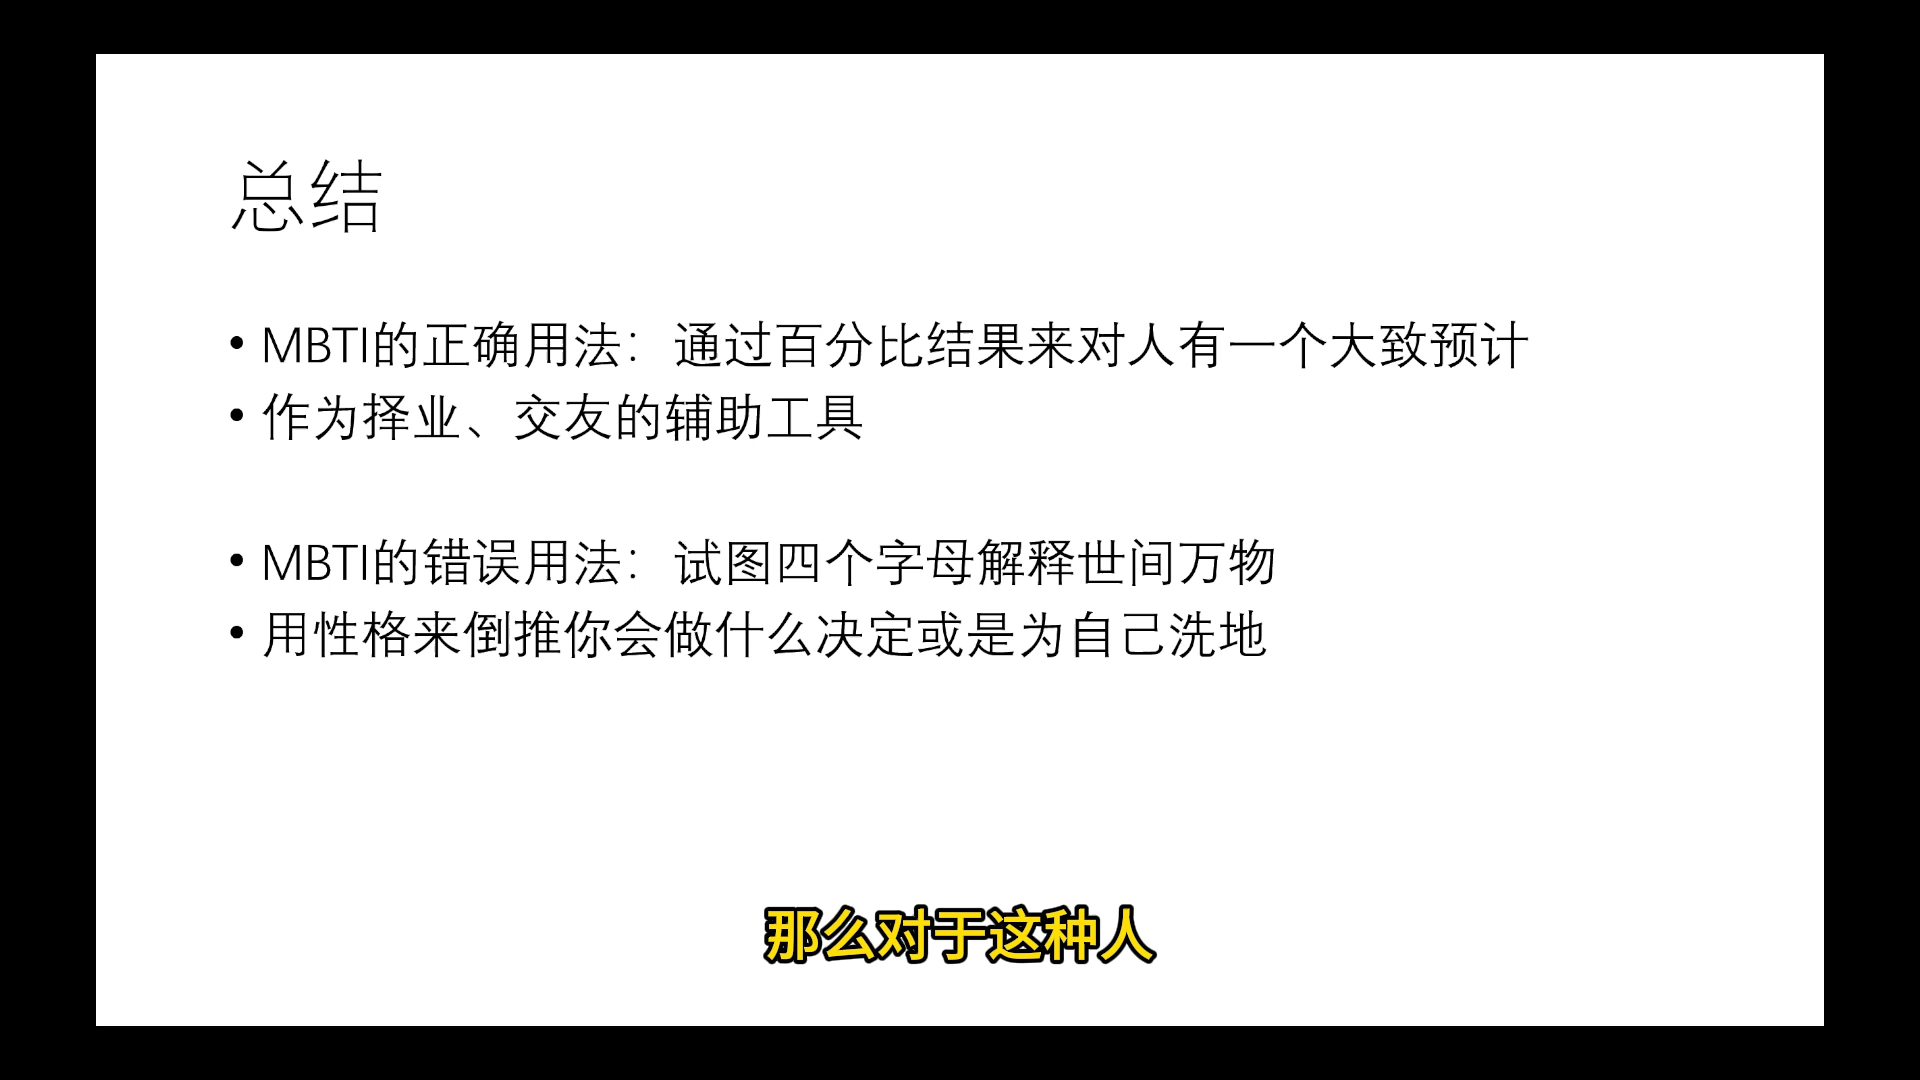 总结
• MBTI的正确用法：通过百分比结果来对人有一个大致预计
• 作为择业、交友的辅助工具
• MBTI的错误用法：试图四个字母解释世间万物
• 用性格来倒推你会做什么决定或是为自己洗地
那么对于这种人